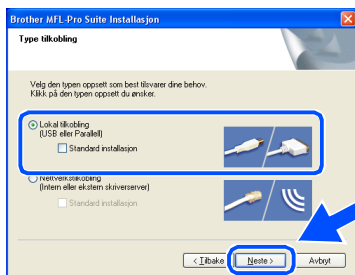 Brother MFL-Pro Suite Installasjon
Type tilkobling
Velg den typen oppsett som best tilsvarer dine behov.
Klikk på den typen oppsett du ønsker.
Lokal tilkobling
(USB eller Parallell)
Standard installasjon
Nettverkstilkobling
(Intern eller ekstern skriverserver)
Standard installasjon
< Tilbake Neste > Avbryt